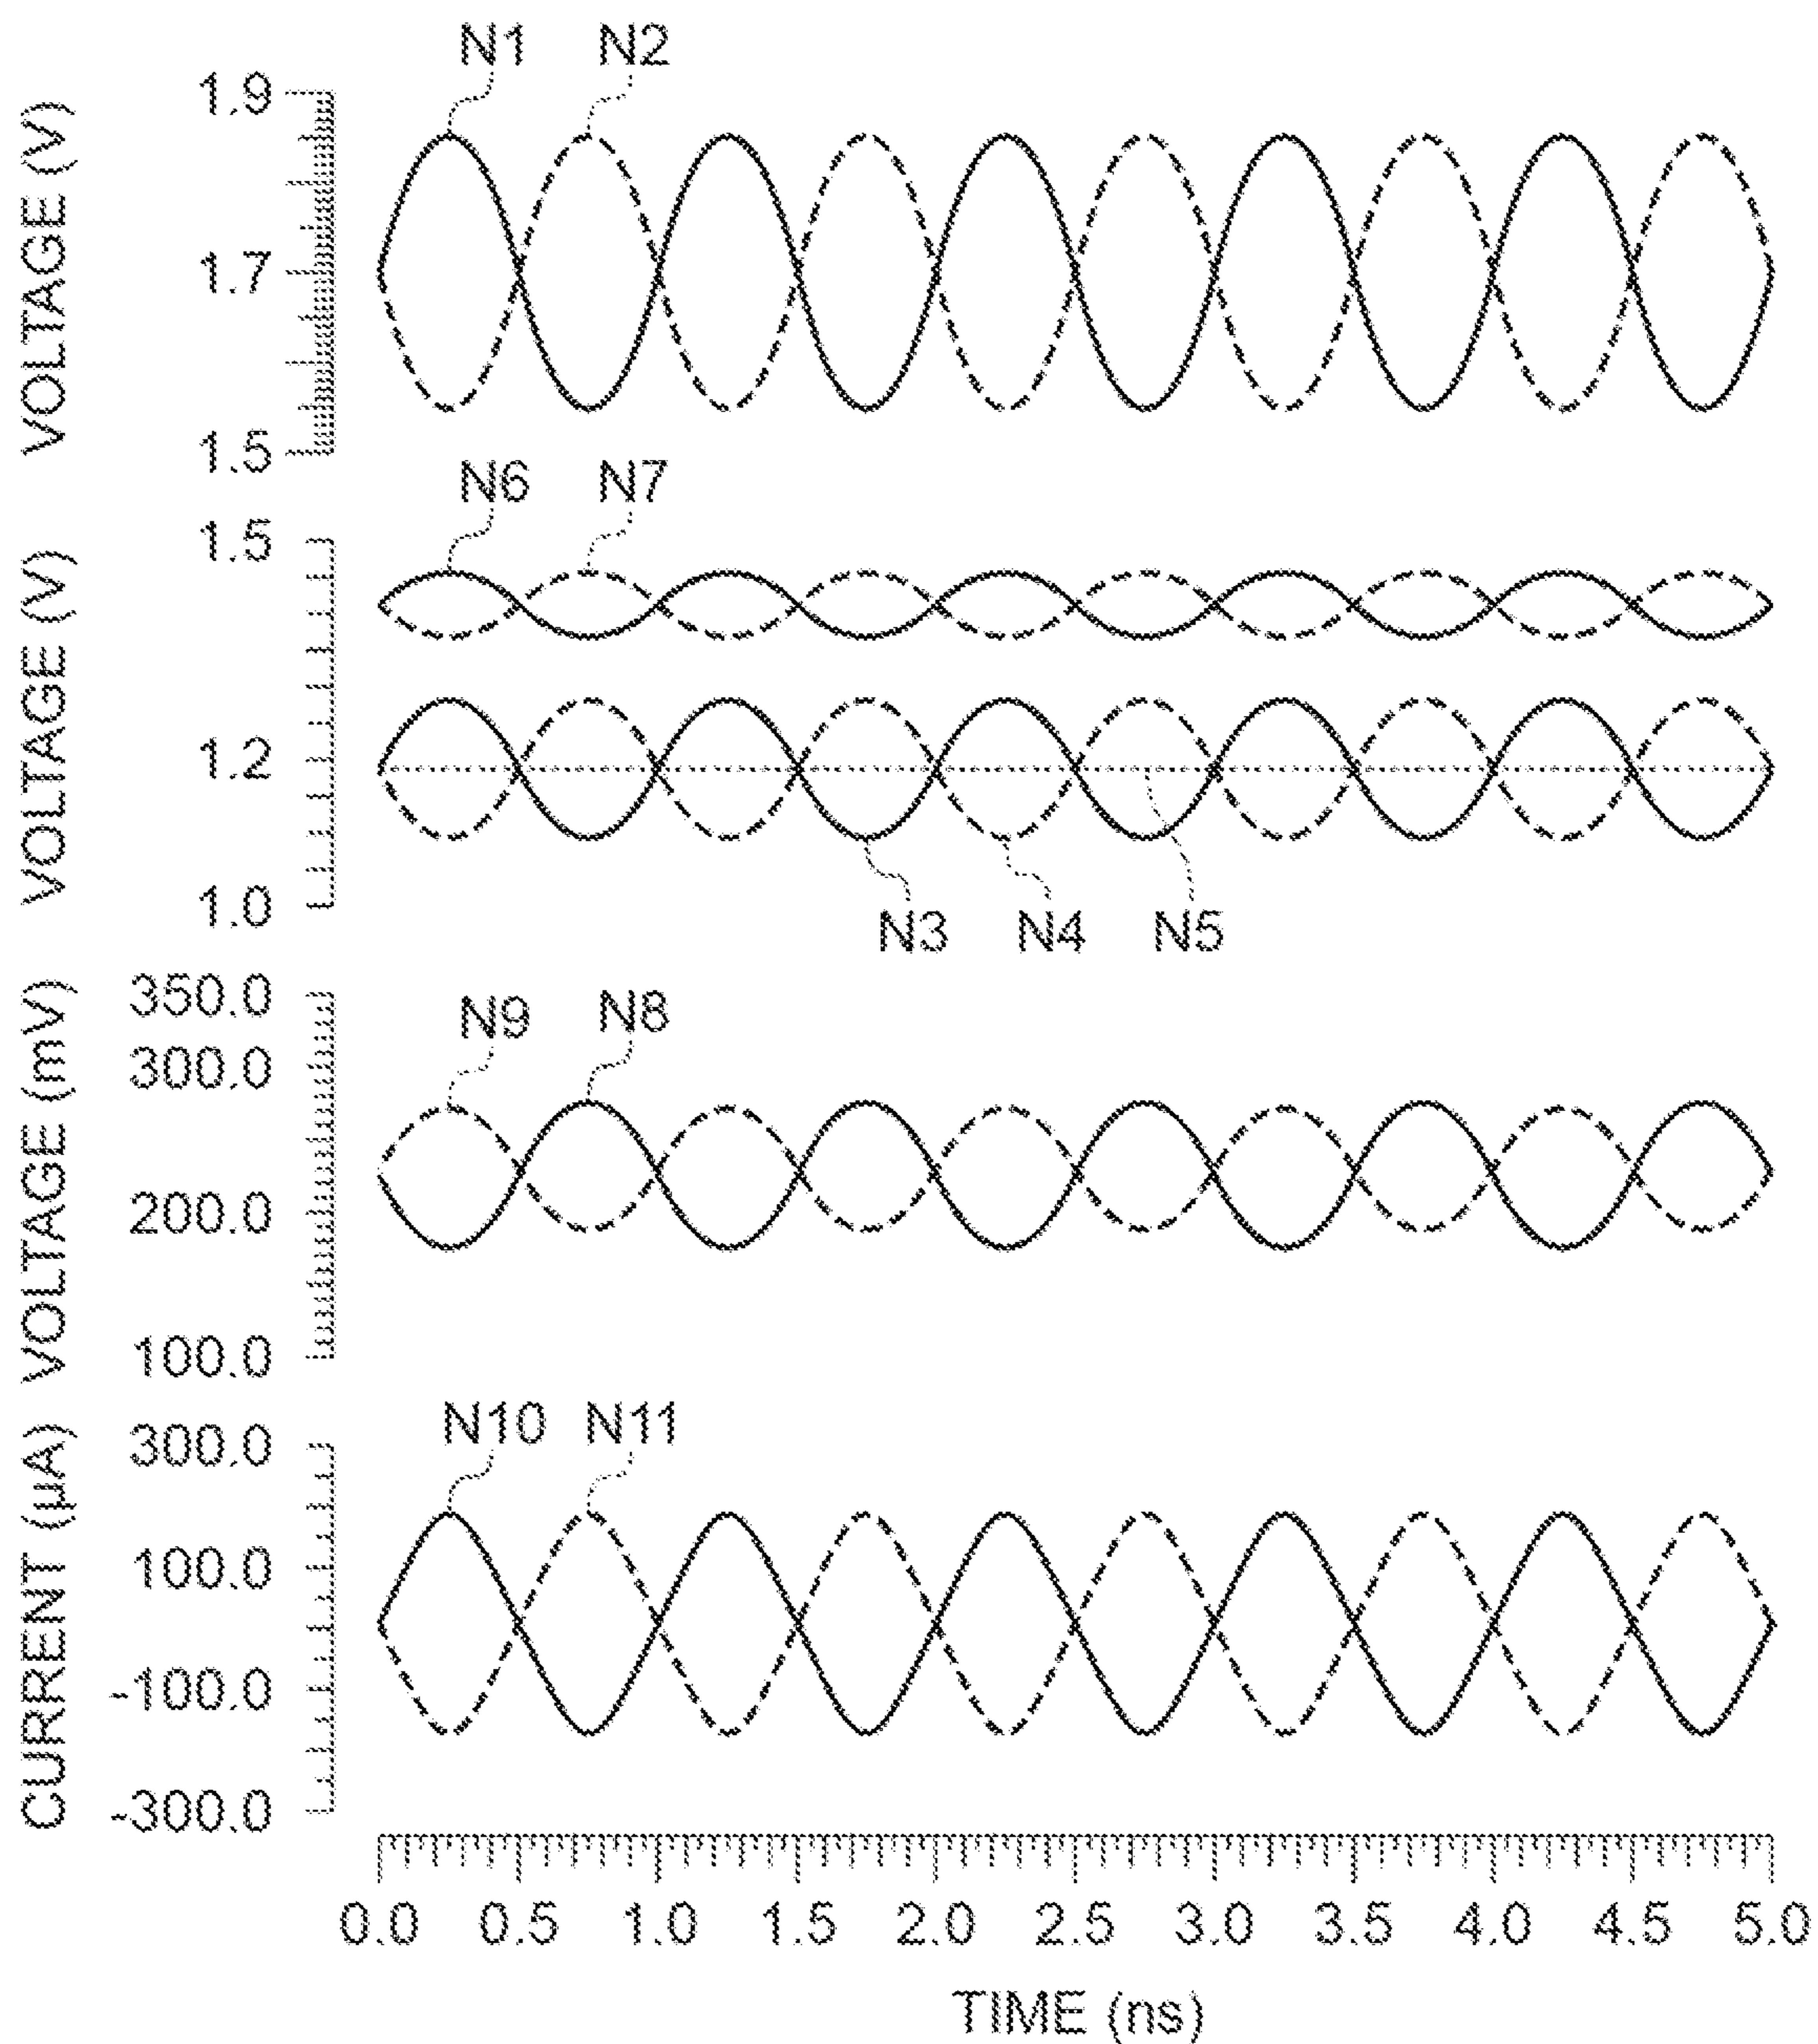 N1 N2
1.9
1.7
1.5
VOLTAGE (V)
N6 N7
1.5
1.2
1.0
VOLTAGE (V)
N3 N4 N5
350.0
300.0
200.0
100.0
VOLTAGE (mV)
N9 N8
N10 N11
300.0
100.0
-100.0
-300.0
CURRENT (µA)
0.0 0.5 1.0 1.5 2.0 2.5 3.0 3.5 4.0 4.5 5.0
TIME (ns)